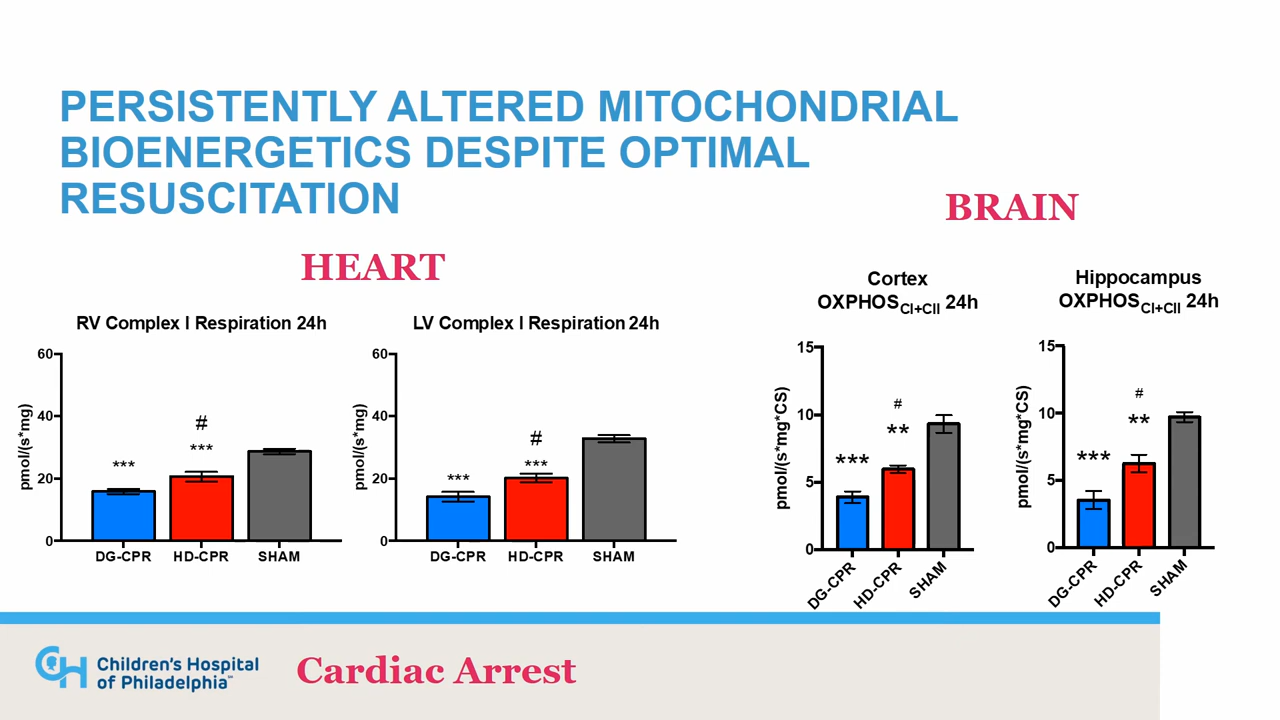 PERSISTENTLY ALTERED MITOCHONDRIAL
BIOENERGETICS DESPITE OPTIMAL
RESUSCITATION
HEART
BRAIN
RV Complex I Respiration 24h
pmol/(s*mg)
60
40
20
0
***
#
***
DG-CPR HD-CPR SHAM
LV Complex I Respiration 24h
pmol/(s*mg)
60
40
20
0
***
#
***
DG-CPR HD-CPR SHAM
Cortex
OXPHOSCI+CII 24h
pmol/(s*mg*CS)
15
10
5
0
***
#
**
DG-CPR HD-CPR SHAM
Hippocampus
OXPHOSCI+CII 24h
pmol/(s*mg*CS)
15
10
5
0
***
#
**
DG-CPR HD-CPR SHAM
CH
Children's Hospital
of Philadelphia
Cardiac Arrest